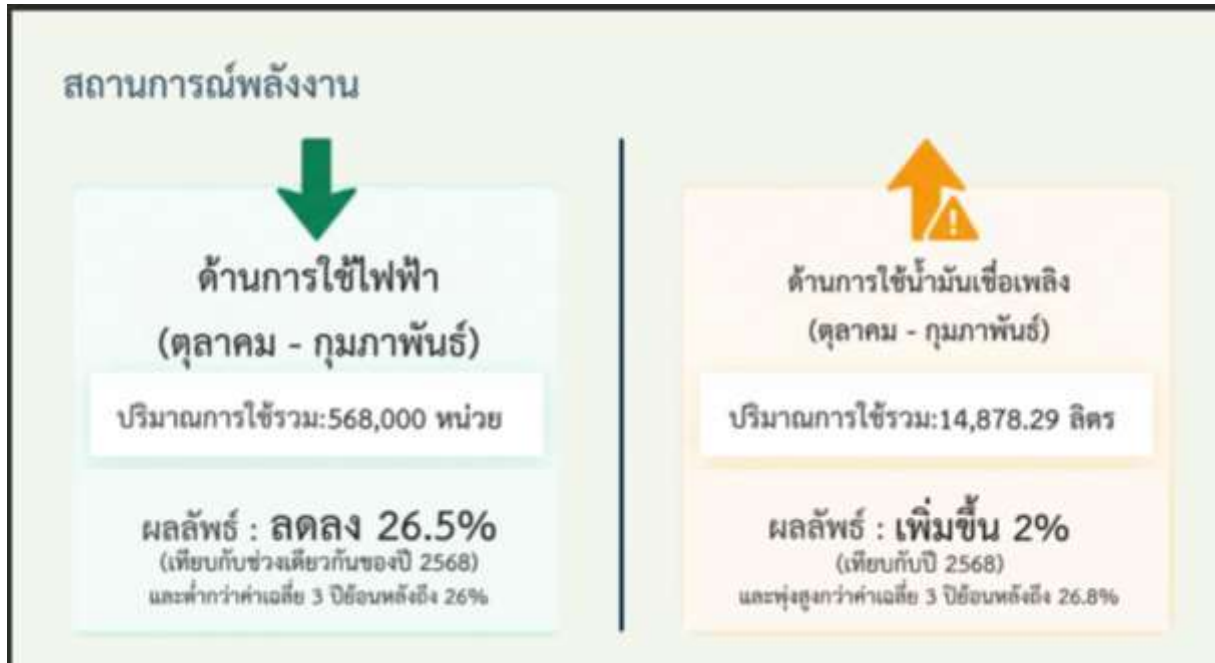 สถานการณ์พลังงาน
ด้านการใช้ไฟฟ้า
(ตุลาคม - กุมภาพันธ์)
ปริมาณการใช้รวม:568,000 หน่วย
ผลลัพธ์ : ลดลง 26.5%
(เทียบกับช่วงเดียวกันของปี 2568)
และต่ำกว่าค่าเฉลี่ย 3 ปีย้อนหลังถึง 26%
ด้านการใช้น้ำมันเชื่อเพลิง
(ตุลาคม - กุมภาพันธ์)
ปริมาณการใช้รวม:14,878.29 ลิตร
ผลลัพธ์ : เพิ่มขึ้น 2%
(เทียบกับปี 2568)
และพุ่งสูงกว่าค่าเฉลี่ย 3 ปีย้อนหลังถึง 26.8%